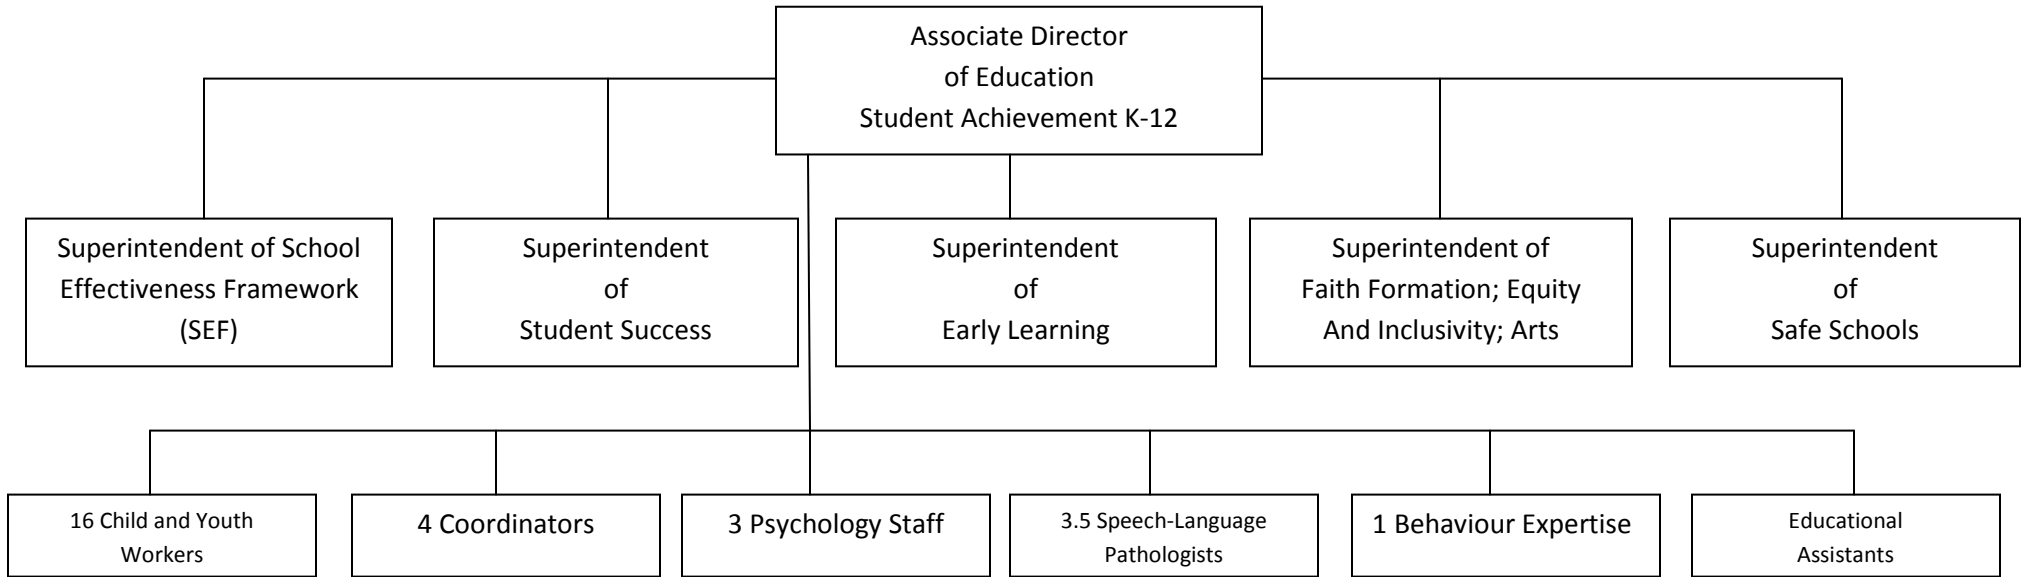 Associate Director
of Education
Student Achievement K-12
Superintendent of School
Effectiveness Framework
(SEF)
Superintendent
of
Student Success
Superintendent
of
Early Learning
Superintendent of
Faith Formation; Equity
And Inclusivity; Arts
Superintendent
of
Safe Schools
16 Child and Youth
Workers
4 Coordinators
3 Psychology Staff
3.5 Speech-Language
Pathologists
1 Behaviour Expertise
Educational
Assistants